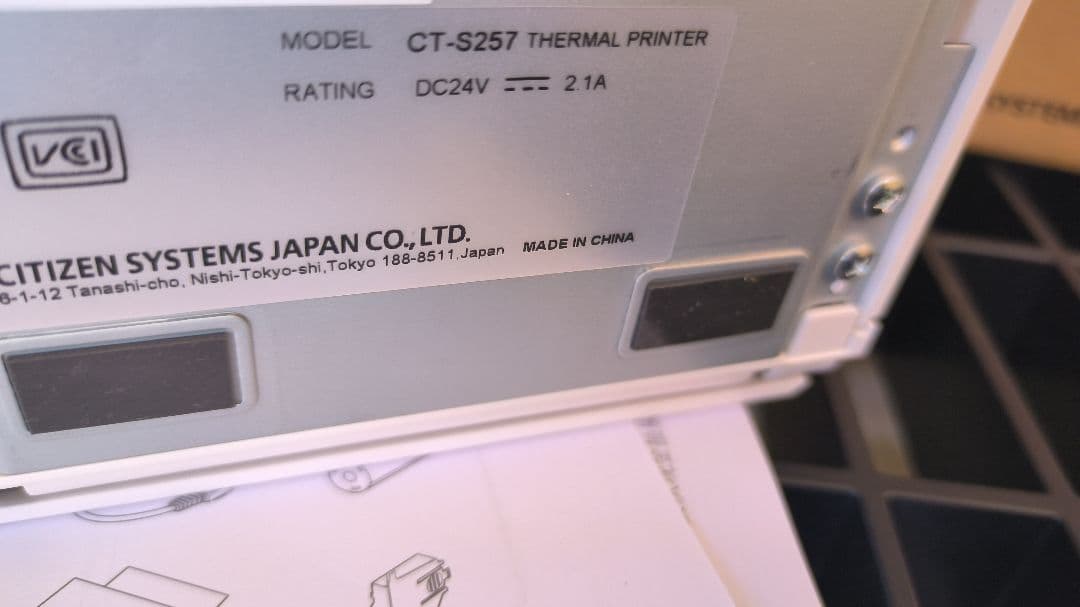 MODEL CT-S257 THERMAL PRINTER
RATING DC24V 2.1A
VCCI
CITIZEN SYSTEMS JAPAN CO., LTD.
6-1-12 Tanashi-cho, Nishi-Tokyo-shi,Tokyo 188-8511,Japan MADE IN CHINA